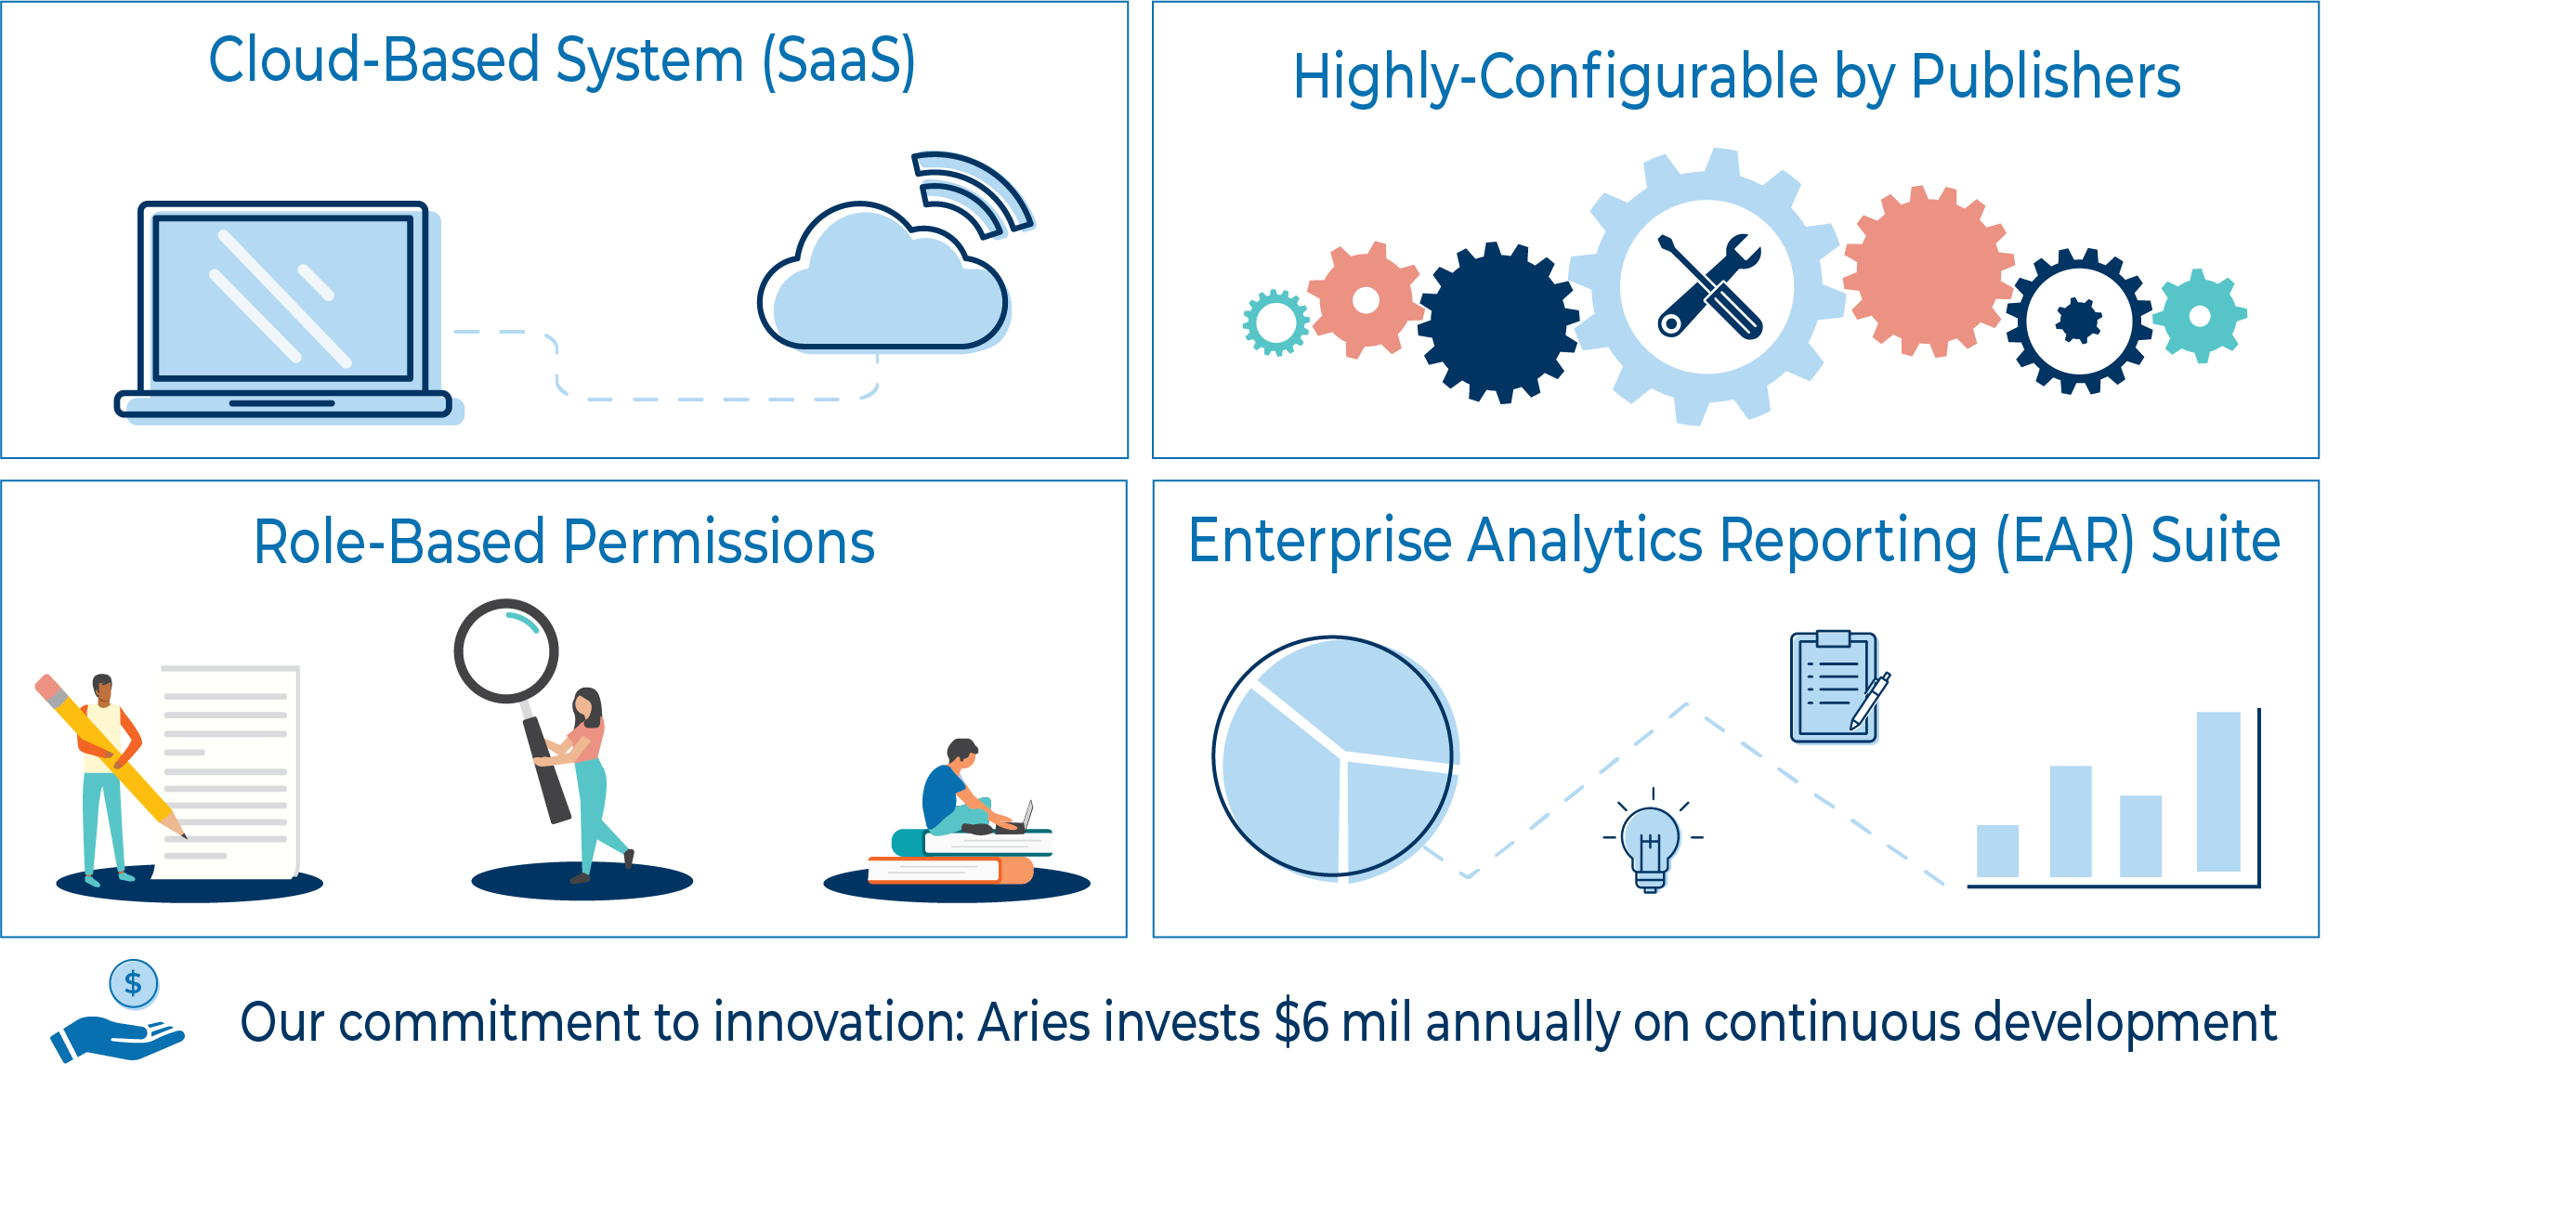 Cloud-Based System (SaaS)
Highly-Configurable by Publishers
Role-Based Permissions
Enterprise Analytics Reporting (EAR) Suite
$
Our commitment to innovation: Aries invests $6 mil annually on continuous development